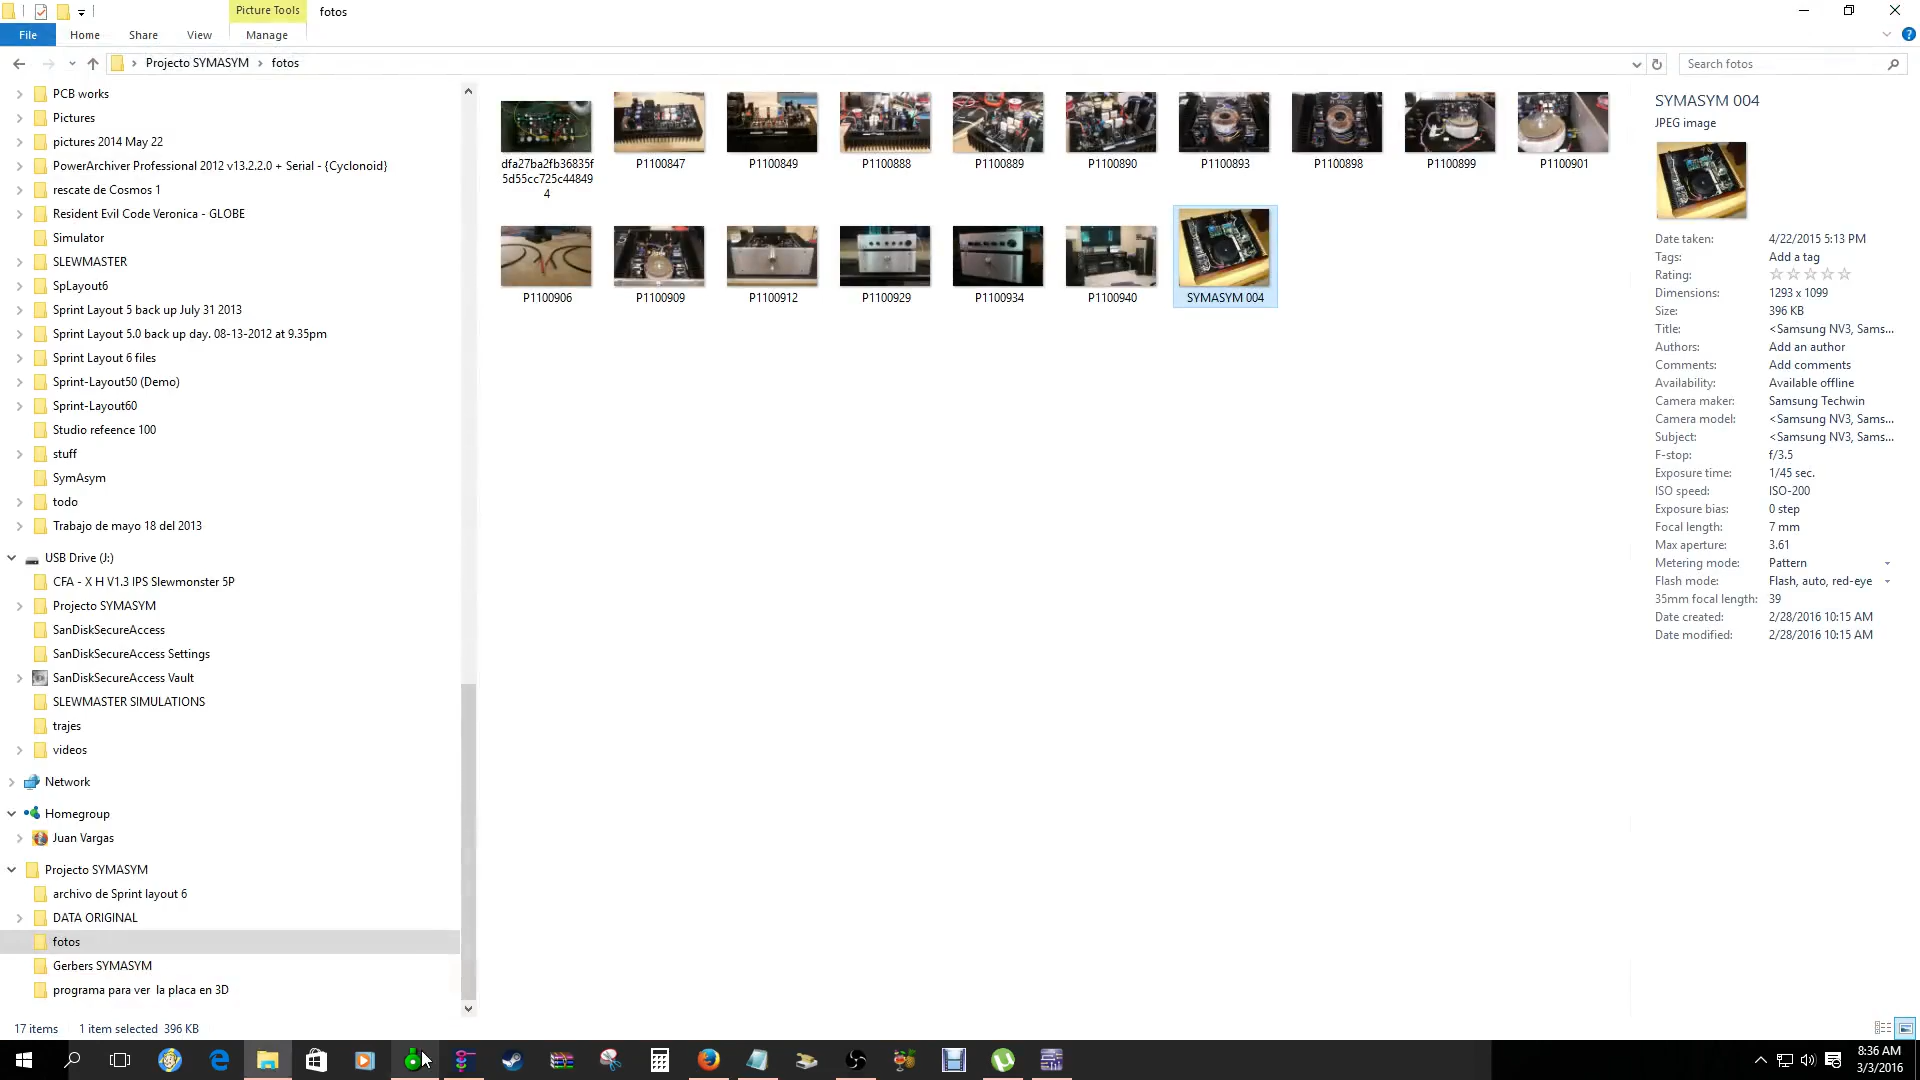 Picture Tools
fotos
File
Home
Share
View
Manage
Projecto SYMASYM
fotos
Search fotos
PCB works
Pictures
pictures 2014 May 22
PowerArchiver Professional 2012 v13.2.2.0 + Serial - {Cyclonoid}
rescate de Cosmos 1
Resident Evil Code Veronica - GLOBE
Simulator
SLEWMASTER
SpLayout6
Sprint Layout 5 back up July 31 2013
Sprint Layout 5.0 back up day. 08-13-2012 at 9.35pm
Sprint Layout 6 files
Sprint-Layout50 (Demo)
Sprint-Layout60
Studio refeence 100
stuff
SymAsym
todo
Trabajo de mayo 18 del 2013
USB Drive (J:)
CFA - X H V1.3 IPS Slewmonster 5P
Projecto SYMASYM
SanDiskSecureAccess
SanDiskSecureAccess Settings
SanDiskSecureAccess Vault
SLEWMASTER SIMULATIONS
trajes
videos
Network
Homegroup
Juan Vargas
Projecto SYMASYM
archivo de Sprint layout 6
DATA ORIGINAL
fotos
Gerbers SYMASYM
programa para ver la placa en 3D
dfa27ba2fb36835f
5d55cc725c44849
4
P1100847
P1100849
P1100888
P1100889
P1100890
P1100893
P1100898
P1100899
P1100901
P1100906
P1100909
P1100912
P1100929
P1100934
P1100940
SYMASYM 004
SYMASYM 004
JPEG image
Date taken: 4/22/2015 5:13 PM
Tags: Add a tag
Rating:
Dimensions: 1293 x 1099
Size: 396 KB
Title: <Samsung NV3, Sams...
Authors: Add an author
Comments: Add comments
Availability: Available offline
Camera maker: Samsung Techwin
Camera model: <Samsung NV3, Sams...
Subject: <Samsung NV3, Sams...
F-stop: f/3.5
Exposure time: 1/45 sec.
ISO speed: ISO-200
Exposure bias: 0 step
Focal length: 7 mm
Max aperture: 3.61
Metering mode: Pattern
Flash mode: Flash, auto, red-eye
35mm focal length: 39
Date created: 2/28/2016 10:15 AM
Date modified: 2/28/2016 10:15 AM
17 items
1 item selected 396 KB
8:36 AM
3/3/2016